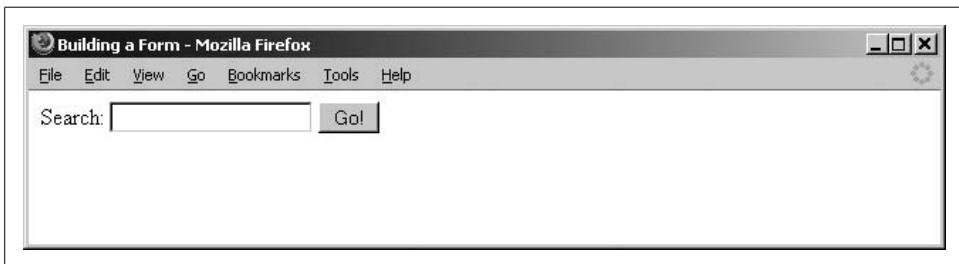 Building a Form - Mozilla Firefox
File Edit View Go Bookmarks Tools Help
Search: Go!